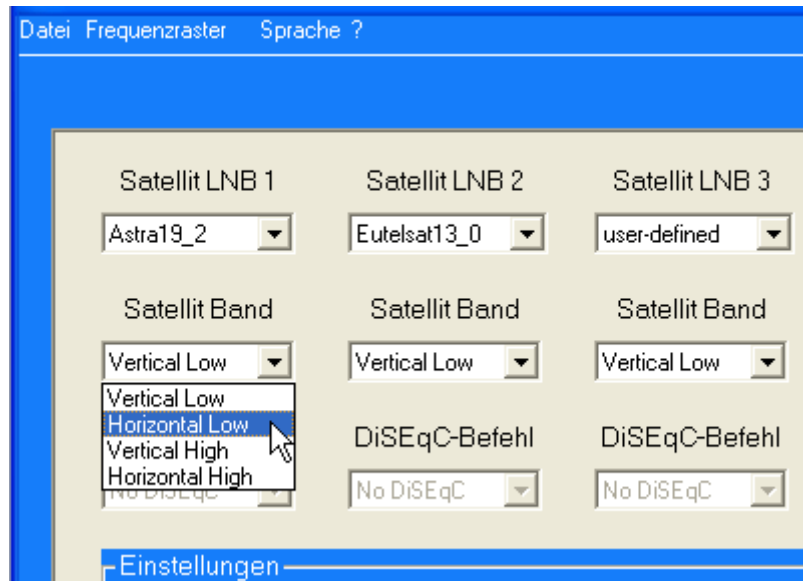 Datei Frequenzraster Sprache ?
Satellit LNB 1 Satellit LNB 2 Satellit LNB 3
Astra19_2 Eutelsat13_0 user-defined
Satellit Band Satellit Band Satellit Band
Vertical Low Vertical Low Vertical Low
Vertical Low
Horizontal Low
Vertical High
Horizontal High
DiSEqC-Befehl DiSEqC-Befehl
No DiSEqC No DiSEqC No DiSEqC
Einstellungen